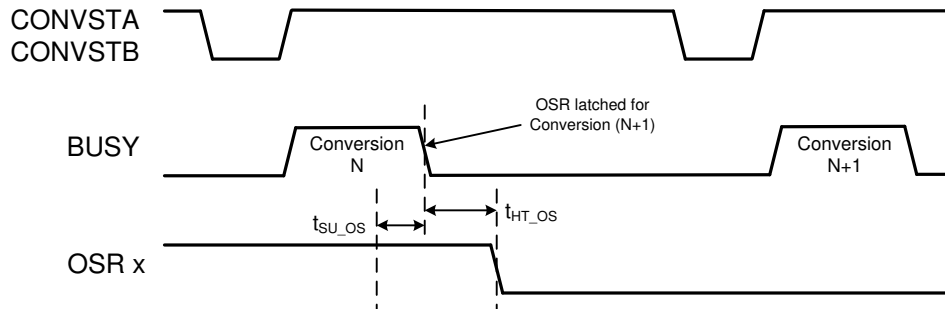 CONVSTA
CONVSTB
OSR latched for
Conversion (N+1)
BUSY
Conversion
N
Conversion
N+1
tSU_OS
tHT_OS
OSR x